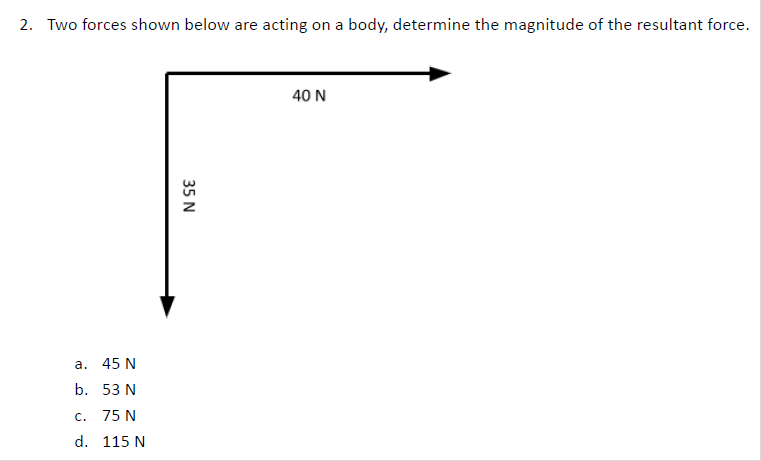 2. Two forces shown below are acting on a body, determine the magnitude of the resultant force.
40 N
35 N
a. 45 N
b. 53 N
c. 75 N
d. 115 N